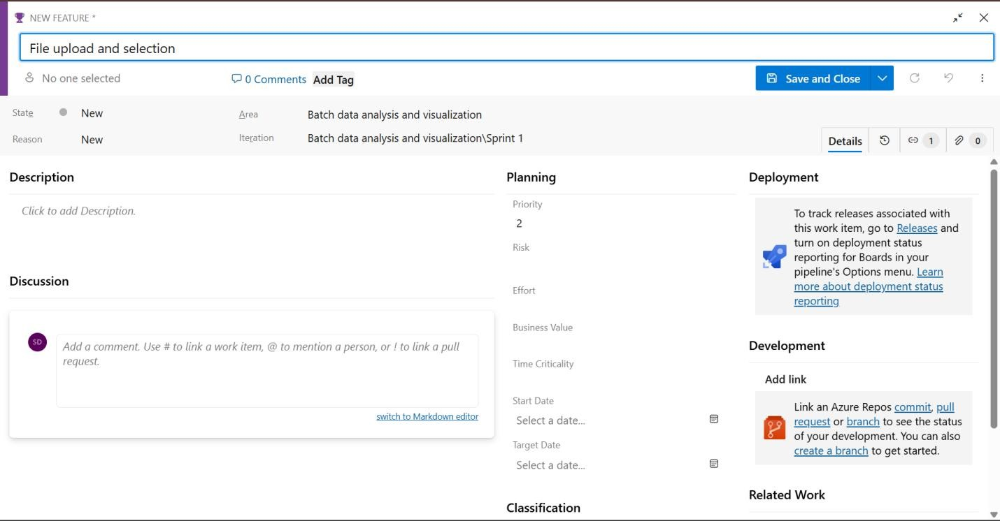 NEW FEATURE *
File upload and selection
No one selected
0 Comments
Add Tag
Save and Close
State
New
Area
Batch data analysis and visualization
Reason
New
Iteration
Batch data analysis and visualization\Sprint 1
Details
1
0
Description
Click to add Description.
Discussion
SD
Add a comment. Use # to link a work item, @ to mention a person, or ! to link a pull
request.
switch to Markdown editor
Planning
Priority
2
Risk
Effort
Business Value
Time Criticality
Start Date
Select a date...
Target Date
Select a date...
Classification
Deployment
To track releases associated with
this work item, go to Releases and
turn on deployment status
reporting for Boards in your
pipeline's Options menu. Learn
more about deployment status
reporting
Development
Add link
Link an Azure Repos commit, pull
request or branch to see the status
of your development. You can also
create a branch to get started.
Related Work